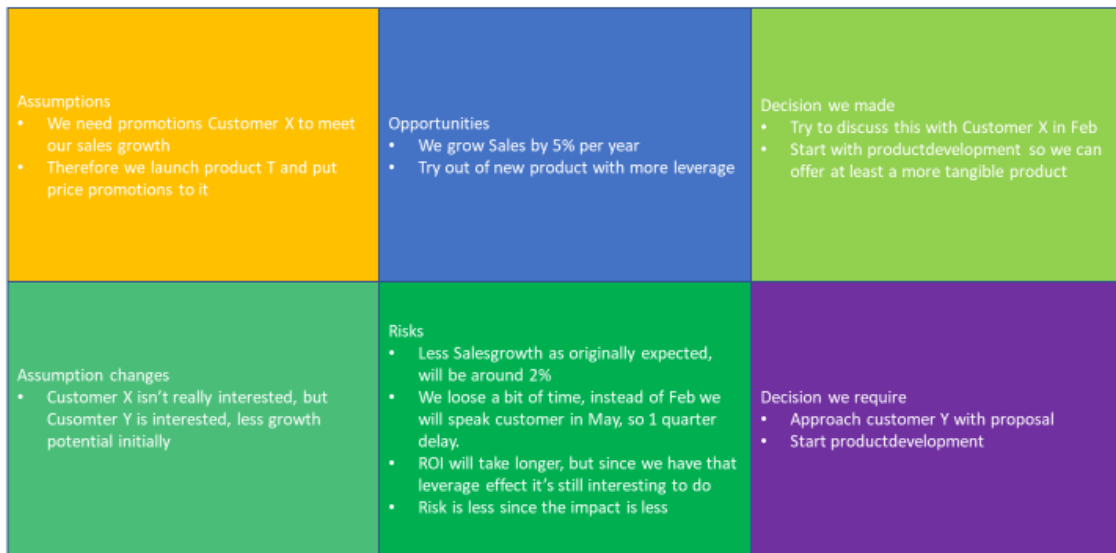 Assumptions
• We need promotions Customer X to meet
our sales growth
• Therefore we launch product T and put
price promotions to it
Opportunities
• We grow Sales by 5% per year
• Try out of new product with more leverage
Decision we made
• Try to discuss this with Customer X in Feb
• Start with productdevelopment so we can
offer at least a more tangible product
Assumption changes
• Customer X isn't really interested, but
Cusomter Y is interested, less growth
potential initially
Risks
• Less Salesgrowth as originally expected,
will be around 2%
• We loose a bit of time, instead of Feb we
will speak customer in May, so 1 quarter
delay.
• ROI will take longer, but since we have that
leverage effect it's still interesting to do
• Risk is less since the impact is less
Decision we require
• Approach customer Y with proposal
• Start productdevelopment